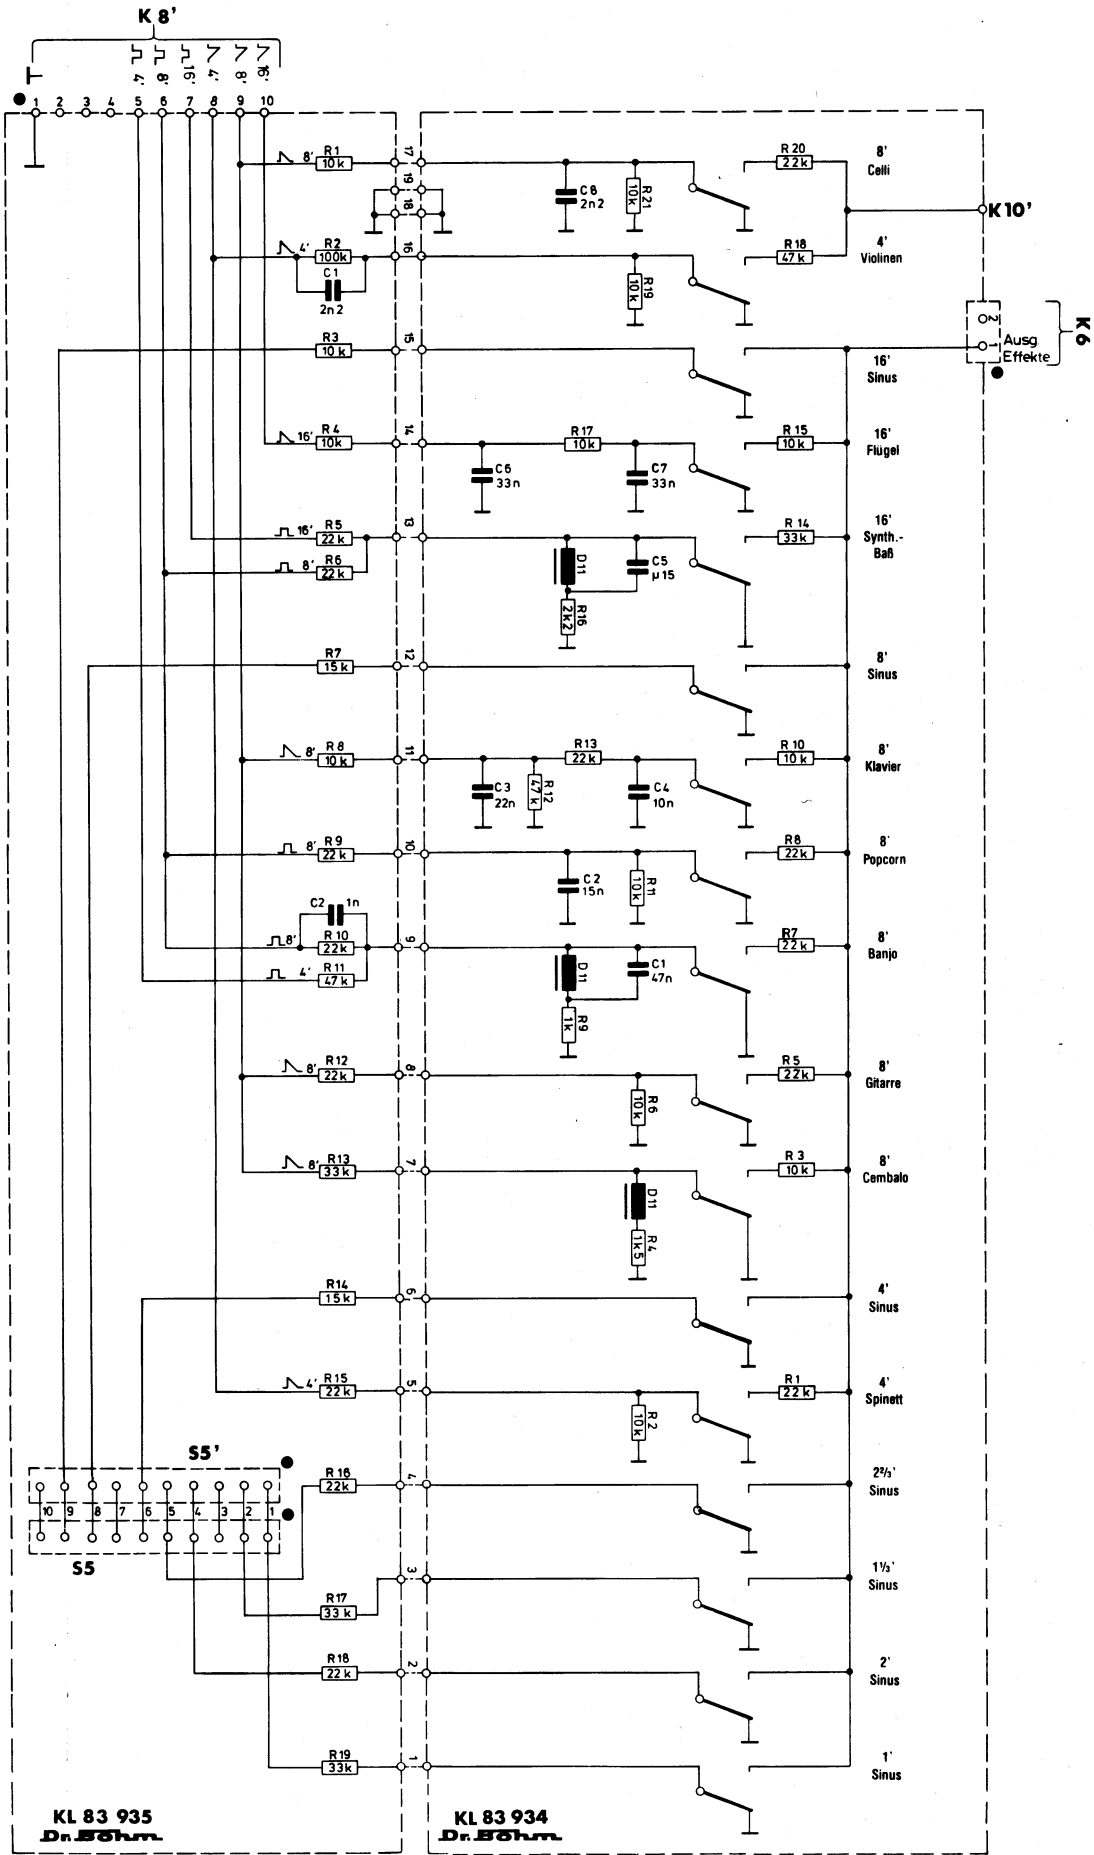 K 8'
T 4' 8' 16' 4' 8' 16'
1 2 3 4 5 6 7 8 9 10
8' R1 10k 17 C8 2n2 R21 10k R 20 22k 8' Celli
19
18
K10'
4' R2 100k 16 R19 10k R18 47k 4' Violinen
C1 2n2
R3 10k 15 16' Sinus
2 1 Ausg. Effekte K6
16' R4 10k 14 C6 33n R17 10k C7 33n R15 10k 16' Flügel
16' R5 22k 13 D11 C5 µ15 R 14 33k 16' Synth.-Baß
8' R6 22k R16 2k2
R7 15k 12 8' Sinus
8' R8 10k 11 C3 22n R12 47k R13 22k C4 10n R 10 10k 8' Klavier
8' R9 22k 10 C2 15n R11 10k R8 22k 8' Popcorn
C2 1n
8' R10 22k 9 D11 C1 47n R7 22k 8' Banjo
4' R11 47k R9 1k
8' R12 22k 8 R6 10k R5 22k 8' Gitarre
8' R13 33k 7 D11 R4 1k5 R 3 10k 8' Cembalo
R14 15k 6 4' Sinus
4' R15 22k 5 R2 10k R1 22k 4' Spinett
S5'
R16 22k 4 2⅔' Sinus
10 9 8 7 6 5 4 3 2 1
S5
R17 33k 3 1⅓' Sinus
R18 22k 2 2' Sinus
R19 33k 1 1' Sinus
KL 83 935
Dr. Böhm
KL 83 934
Dr. Böhm